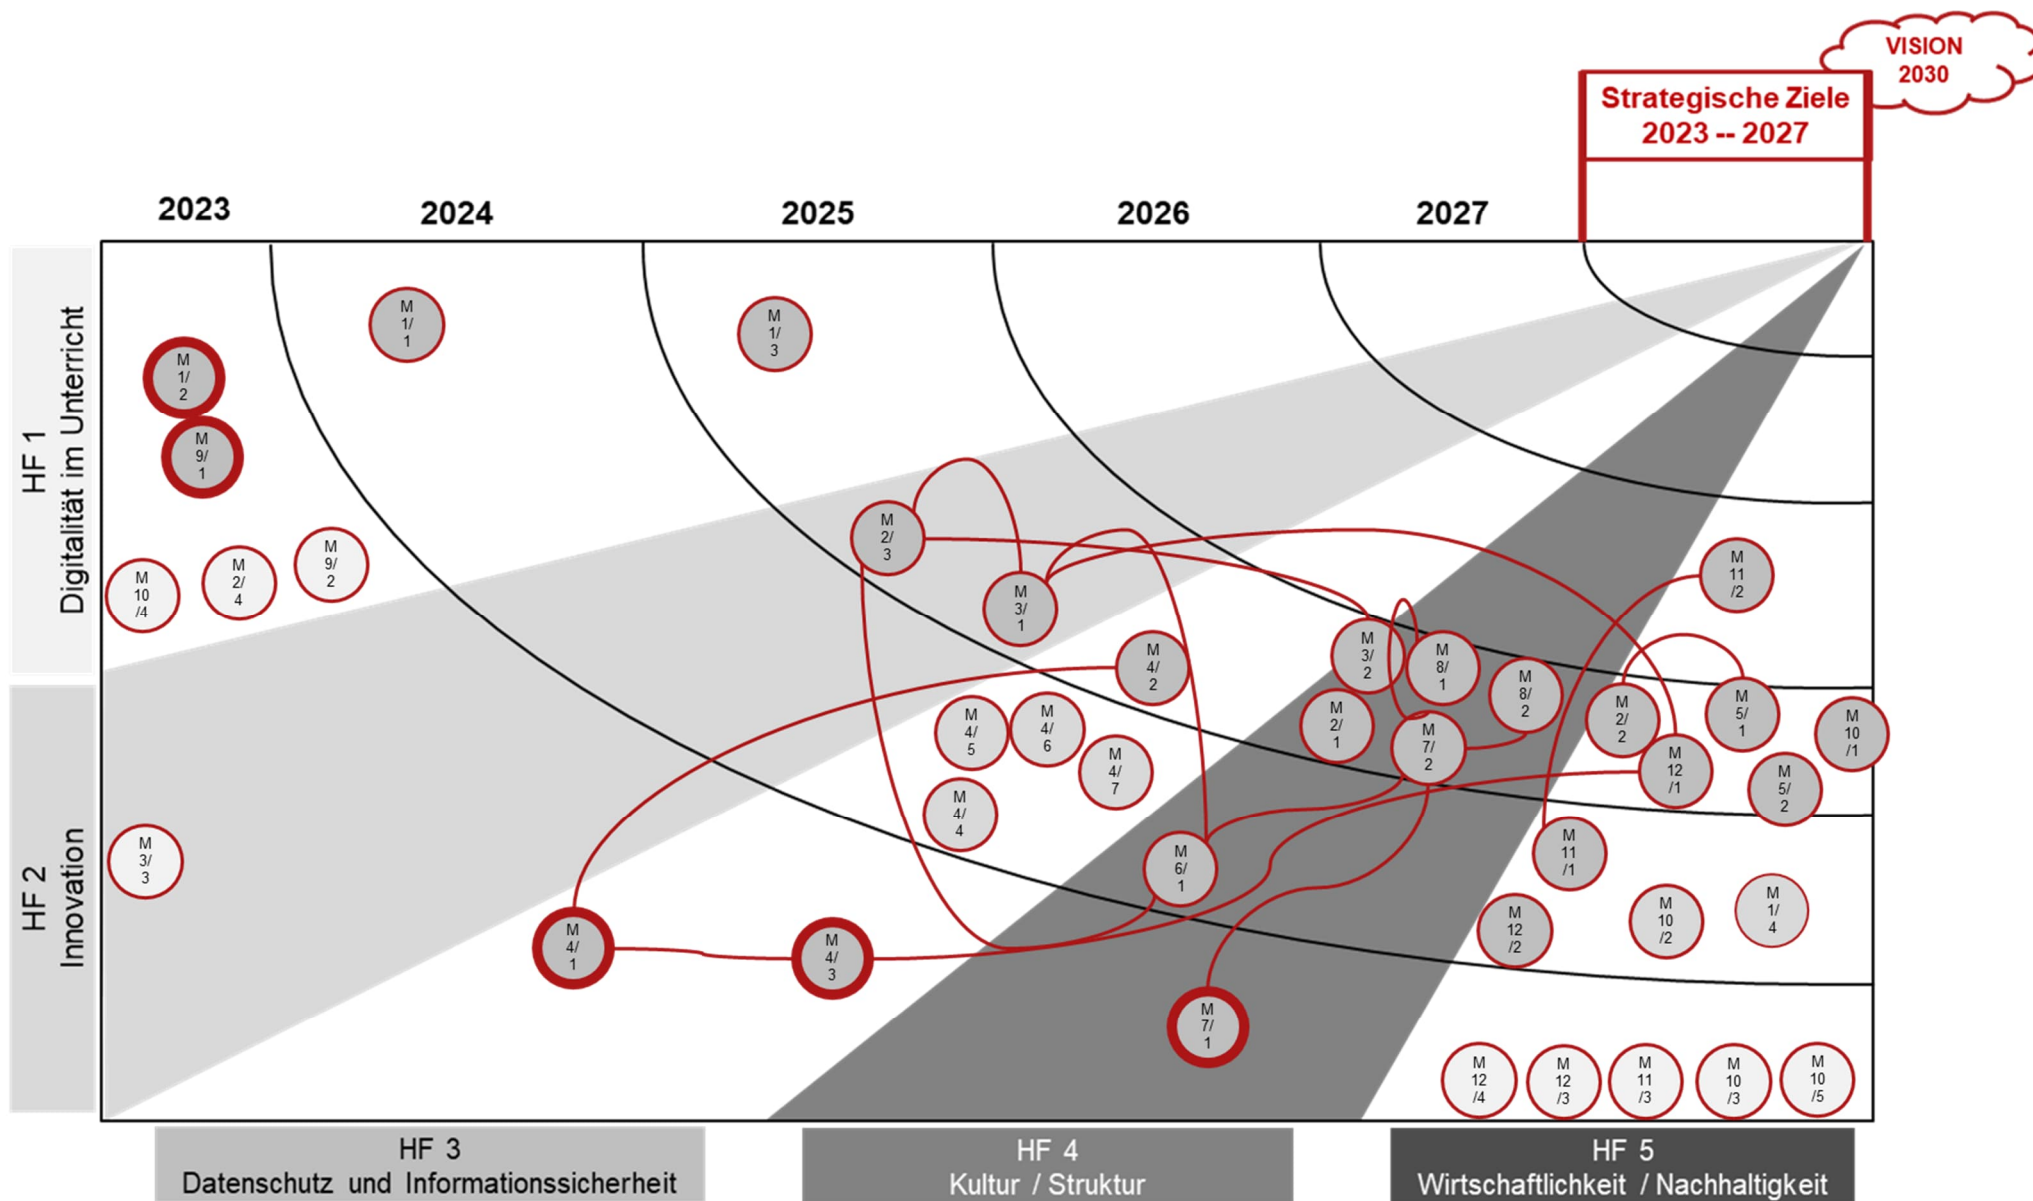 VISION
2030
Strategische Ziele
2023 -- 2027
2023
2024
2025
2026
2027
HF 1
Digitalität im Unterricht
HF 2
Innovation
M
1/
1
M
1/
3
M
1/
2
M
9/
1
M
10
/4
M
2/
4
M
9/
2
M
2/
3
M
3/
1
M
11
/2
M
4/
2
M
3/
2
M
8/
1
M
8/
2
M
4/
5
M
4/
6
M
4/
7
M
4/
4
M
2/
1
M
7/
2
M
2/
2
M
5/
1
M
10
/1
M
12
/1
M
5/
2
M
3/
3
M
6/
1
M
11
/1
M
4/
1
M
4/
3
M
12
/2
M
10
/2
M
1/
4
M
7/
1
M
12
/4
M
12
/3
M
11
/3
M
10
/3
M
10
/5
HF 3
Datenschutz und Informationssicherheit
HF 4
Kultur / Struktur
HF 5
Wirtschaftlichkeit / Nachhaltigkeit